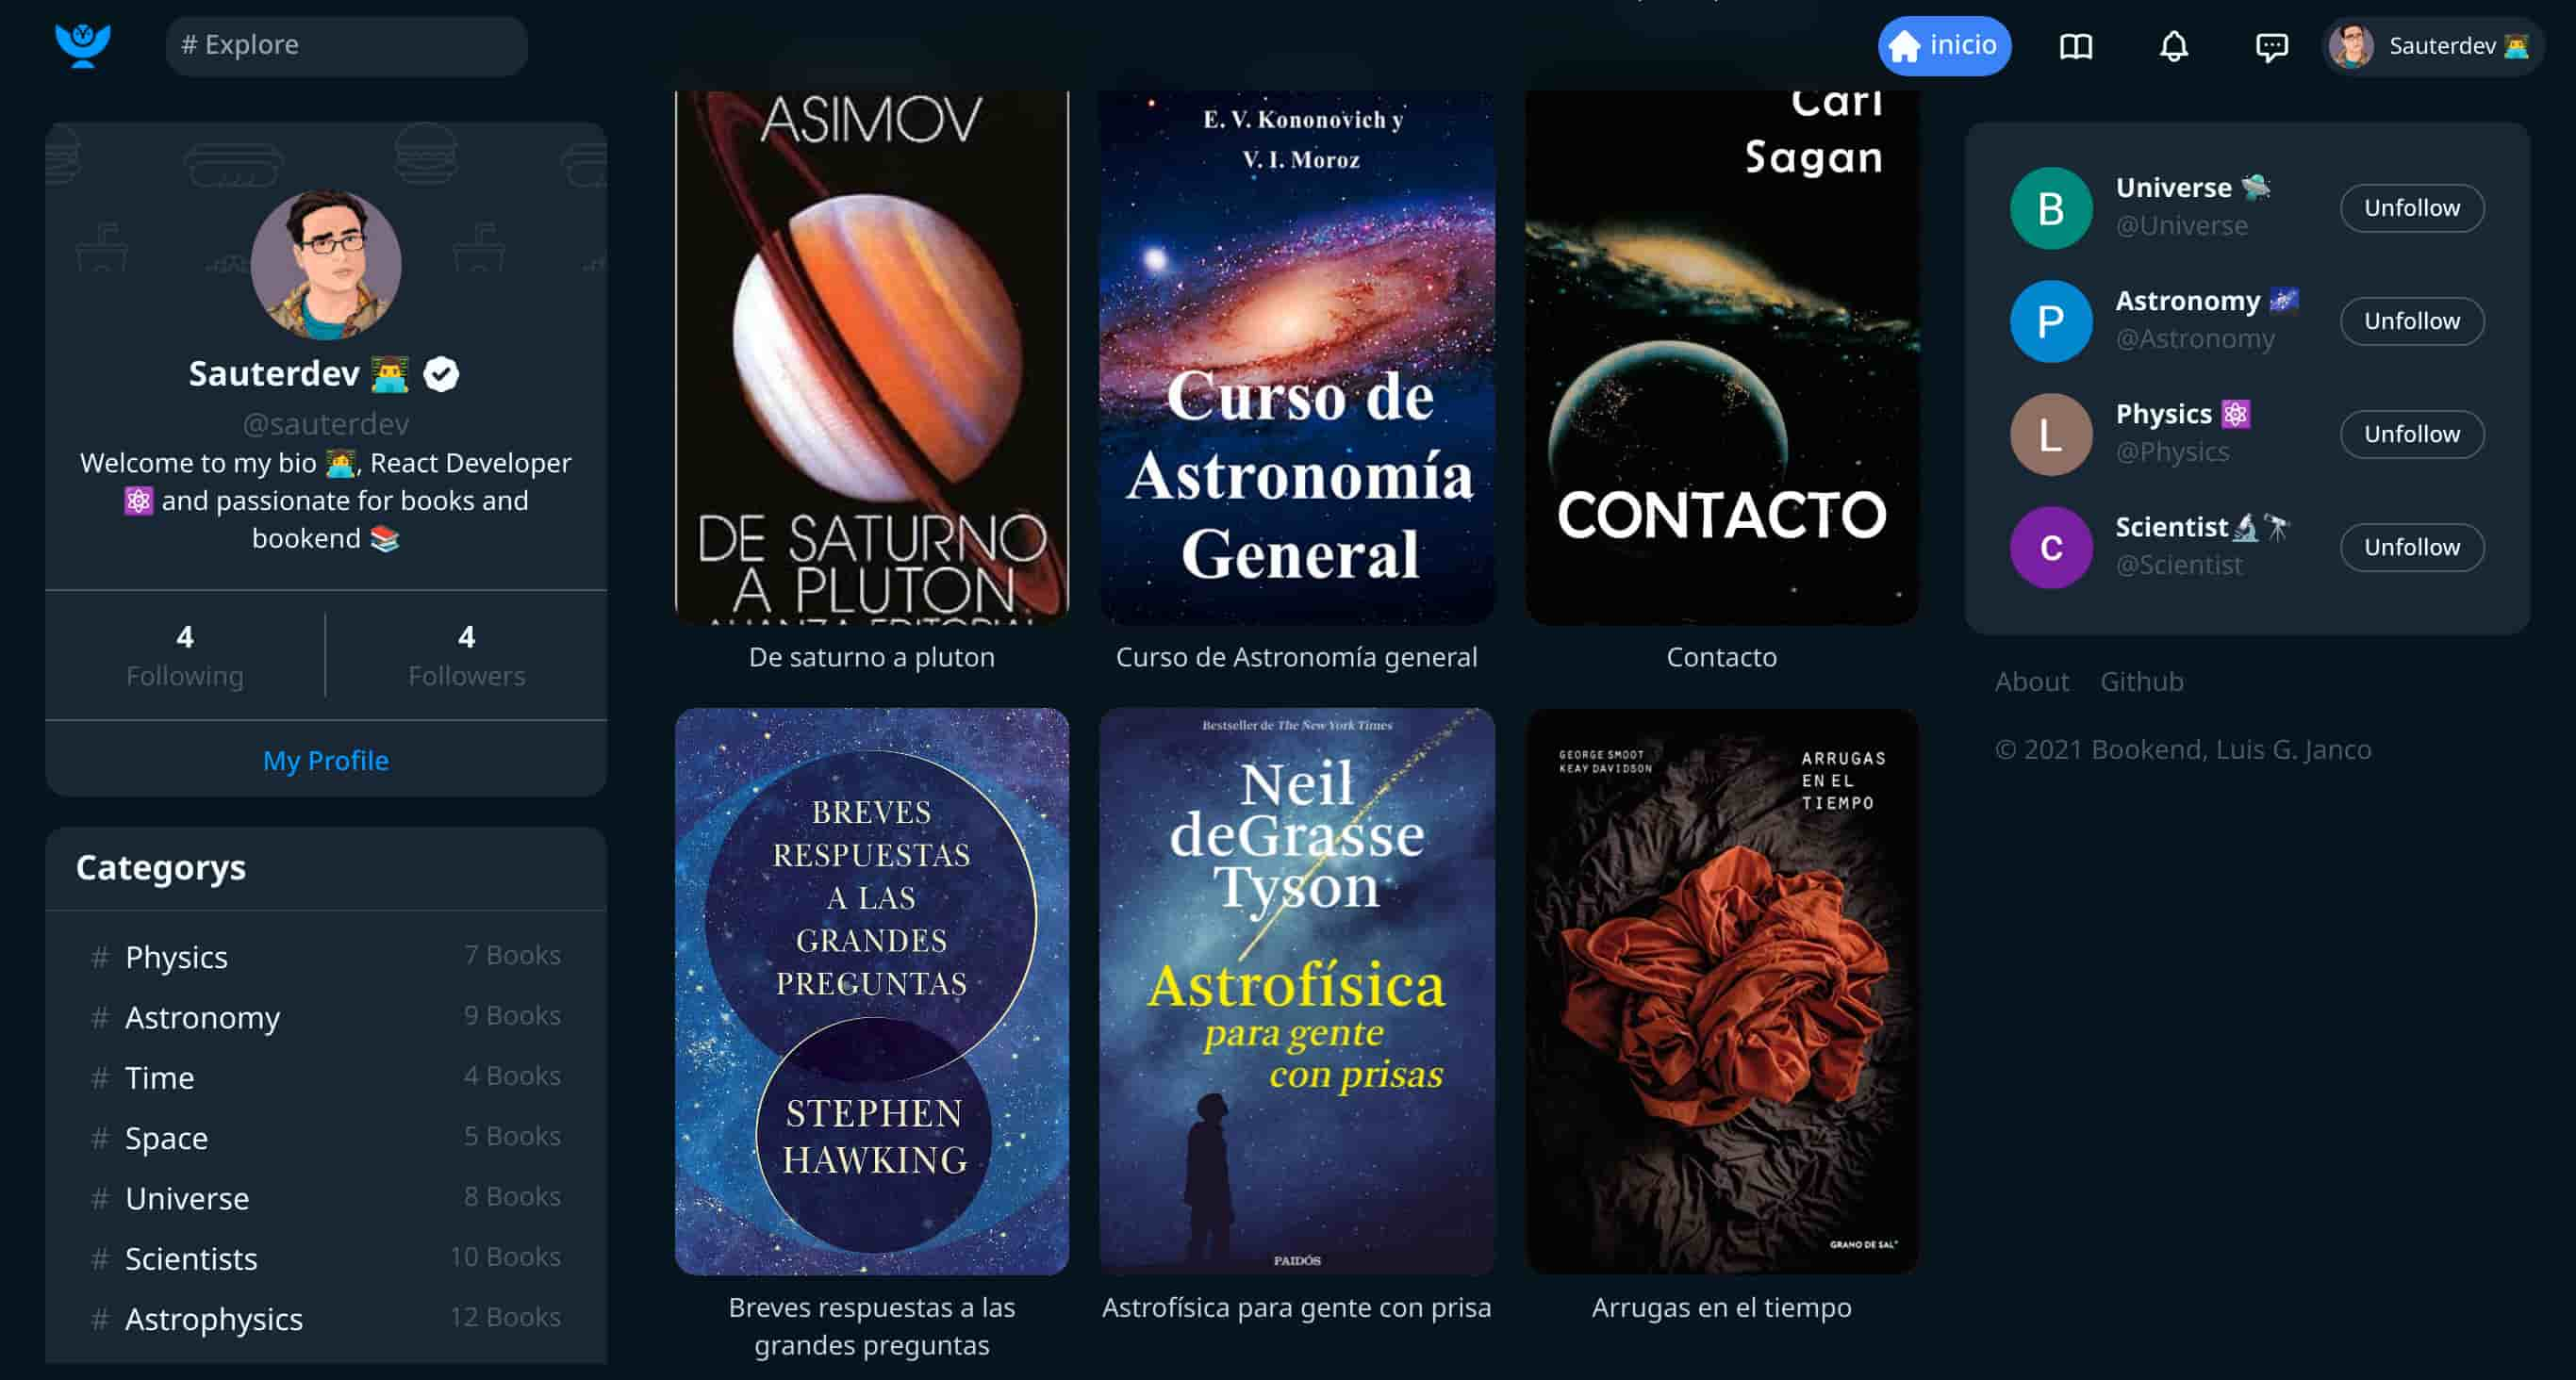 # Explore
inicio
Sauterdev
Sauterdev
@sauterdev
Welcome to my bio , React Developer
and passionate for books and
bookend
4
Following
4
Followers
My Profile
Categorys
# Physics 7 Books
# Astronomy 9 Books
# Time 4 Books
# Space 5 Books
# Universe 8 Books
# Scientists 10 Books
# Astrophysics 12 Books
ASIMOV
DE SATURNO
A PLUTON
ALIANZA EDITORIAL
De saturno a pluton
E. V. Kononovich y
V. I. Moroz
Curso de
Astronomía
General
Curso de Astronomía general
Carl
Sagan
CONTACTO
Contacto
BREVES
RESPUESTAS
A LAS
GRANDES
PREGUNTAS
STEPHEN
HAWKING
Breves respuestas a las
grandes preguntas
Bestseller de The New York Times
Neil
deGrasse
Tyson
Astrofísica
para gente
con prisas
PAIDÓS
Astrofísica para gente con prisa
GEORGE SMOOT
KEAY DAVIDSON
ARRUGAS
EN EL
TIEMPO
GRANO DE SAL
Arrugas en el tiempo
B
Universe
@Universe
Unfollow
P
Astronomy
@Astronomy
Unfollow
L
Physics
@Physics
Unfollow
C
Scientist
@Scientist
Unfollow
About Github
© 2021 Bookend, Luis G. Janco